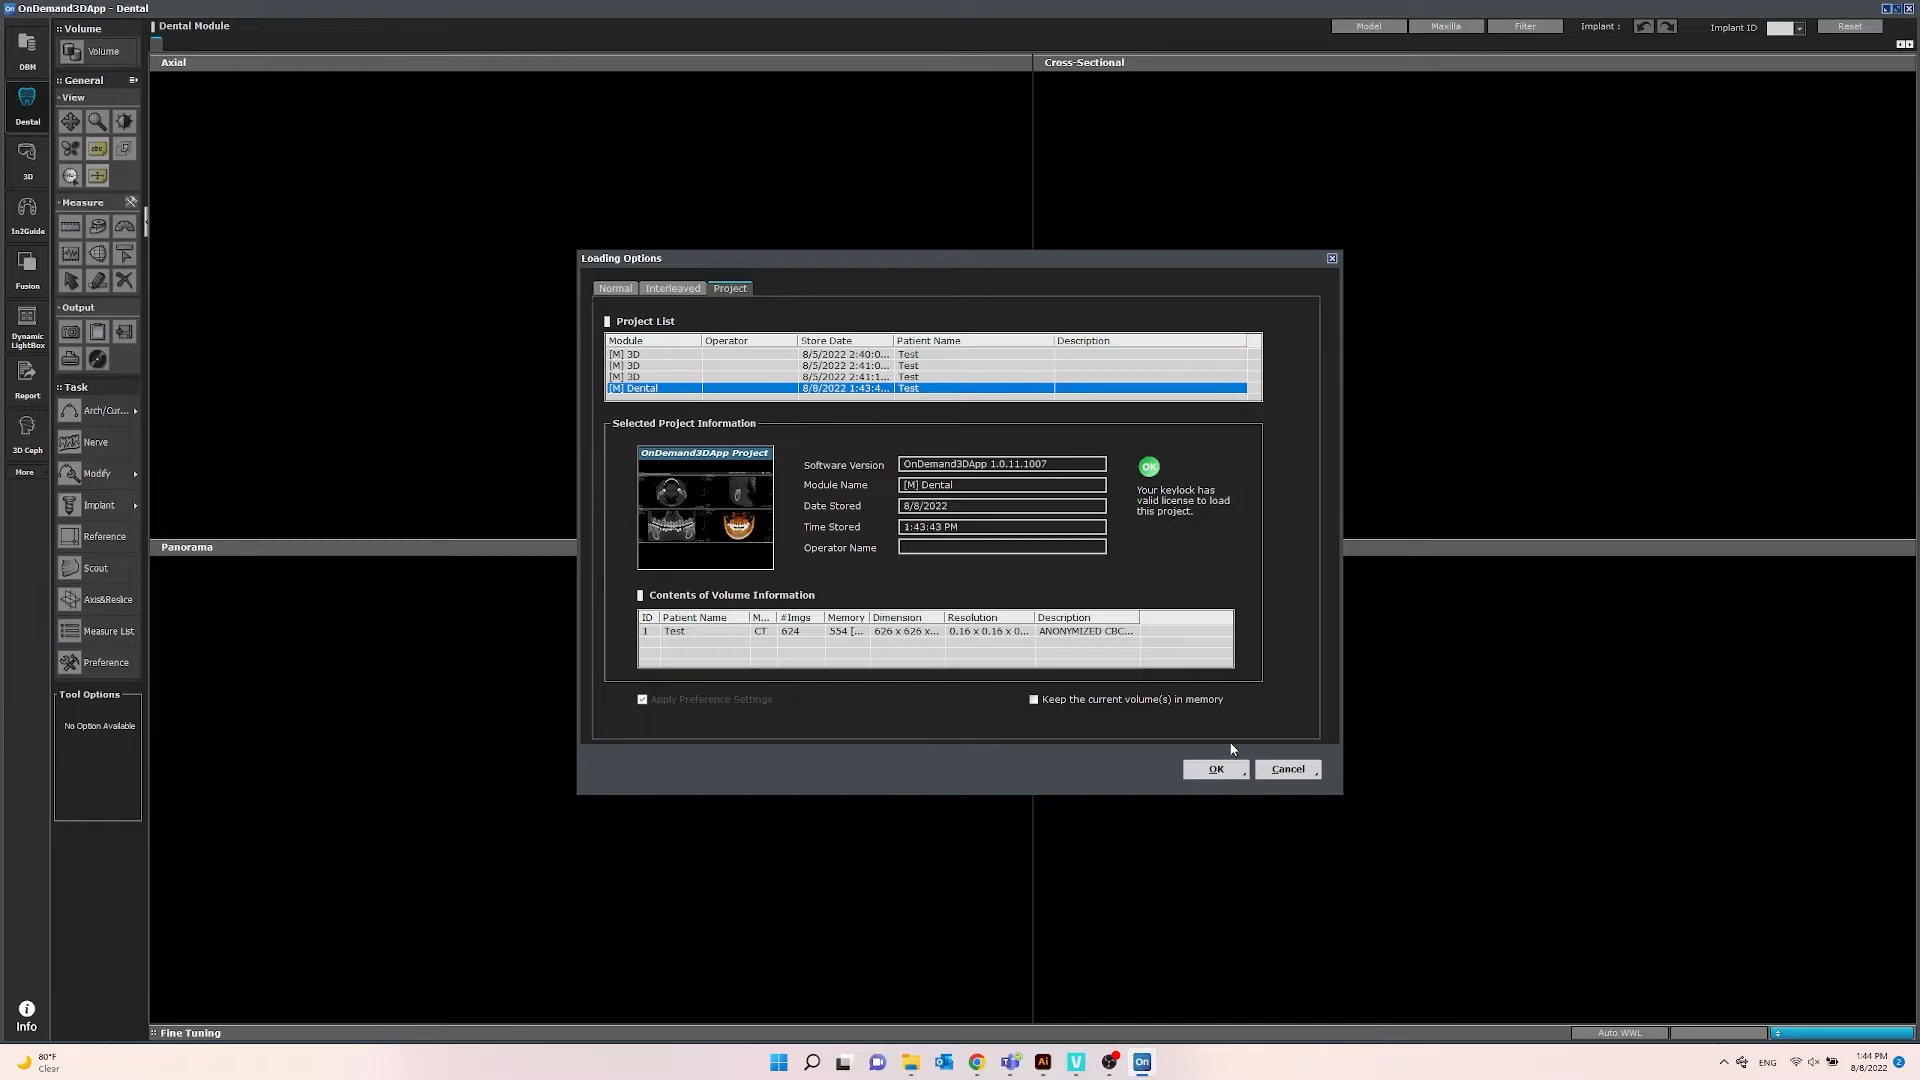 OnDemand3DApp - Dental
DBM
Dental
3D
In2Guide
Fusion
Dynamic
LightBox
Report
3D Ceph
More
Info
Volume
Volume
General
View
abc
Measure
Output
Task
Arch/Cur...
Nerve
Modify
Implant
Reference
Scout
Axis&Reslice
Measure List
Preference
Tool Options
No Option Available
Dental Module
Model
Maxilla
Filter
Implant :
Implant ID
Reset
Axial
Cross-Sectional
Panorama
Loading Options
Normal
Interleaved
Project
Project List
Module Operator Store Date Patient Name Description
[M] 3D 8/5/2022 2:40:0... Test
[M] 3D 8/5/2022 2:41:0... Test
[M] 3D 8/5/2022 2:41:1... Test
[M] Dental 8/8/2022 1:43:4... Test
Selected Project Information
OnDemand3DApp Project
Software Version OnDemand3DApp 1.0.11.1007
Module Name [M] Dental
Date Stored 8/8/2022
Time Stored 1:43:43 PM
Operator Name
OK
Your keylock has
valid license to load
this project.
Contents of Volume Information
ID Patient Name M... #Imgs Memory Dimension Resolution Description
1 Test CT 624 554 [... 626 x 626 x... 0.16 x 0.16 x 0... ANONYMIZED CBC...
Apply Preference Settings
Keep the current volume(s) in memory
OK
Cancel
Fine Tuning
Auto WWL
80°F
Clear
Ai
V
On
ENG
1:44 PM
8/8/2022
2